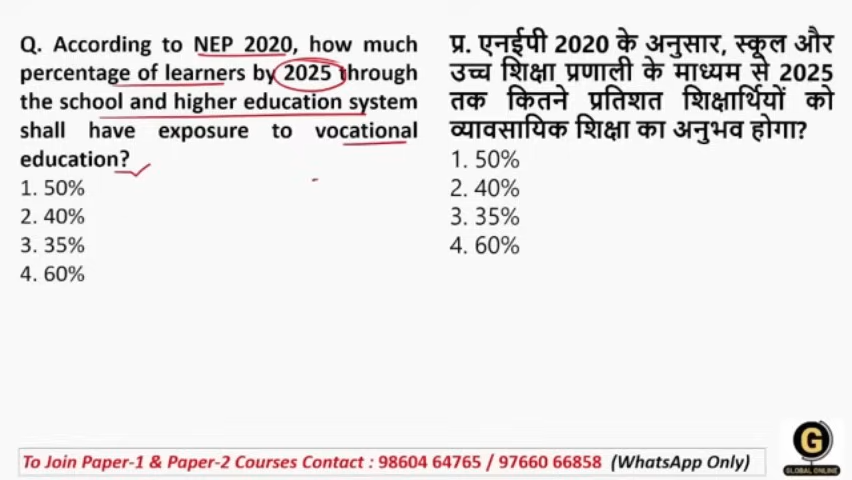 Q. According to NEP 2020, how much
percentage of learners by 2025 through
the school and higher education system
shall have exposure to vocational
education?
1. 50%
2. 40%
3. 35%
4. 60%
प्र. एनईपी 2020 के अनुसार, स्कूल और
उच्च शिक्षा प्रणाली के माध्यम से 2025
तक कितने प्रतिशत शिक्षार्थियों को
व्यावसायिक शिक्षा का अनुभव होगा?
1. 50%
2. 40%
3. 35%
4. 60%
G
GLOBAL ONLINE
To Join Paper-1 & Paper-2 Courses Contact : 98604 64765 / 97660 66858 (WhatsApp Only)